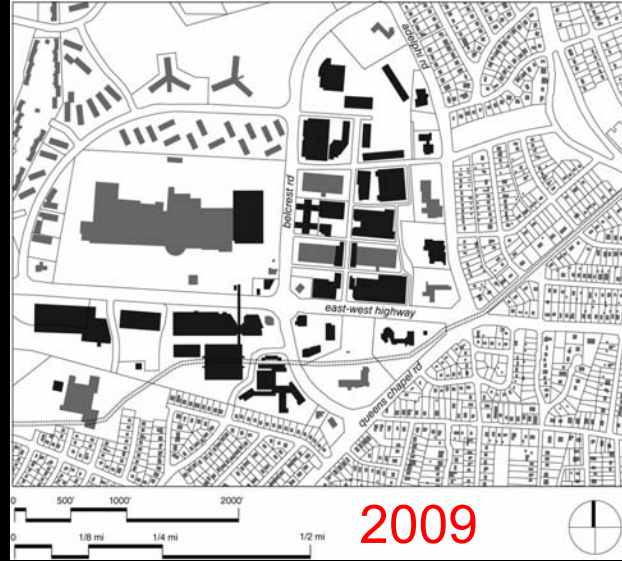 adelphi rd
belcrest rd
east-west highway
queens chapel rd
0 500' 1000' 2000'
0 1/8 mi 1/4 mi 1/2 mi
2009